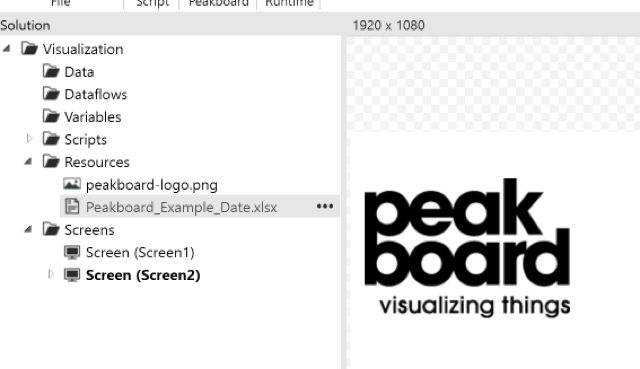 File Script Peakboard Runtime
Solution
1920 x 1080
Visualization
Data
Dataflows
Variables
Scripts
Resources
peakboard-logo.png
Peakboard_Example_Date.xlsx •••
Screens
Screen (Screen1)
Screen (Screen2)
peak
board
visualizing things